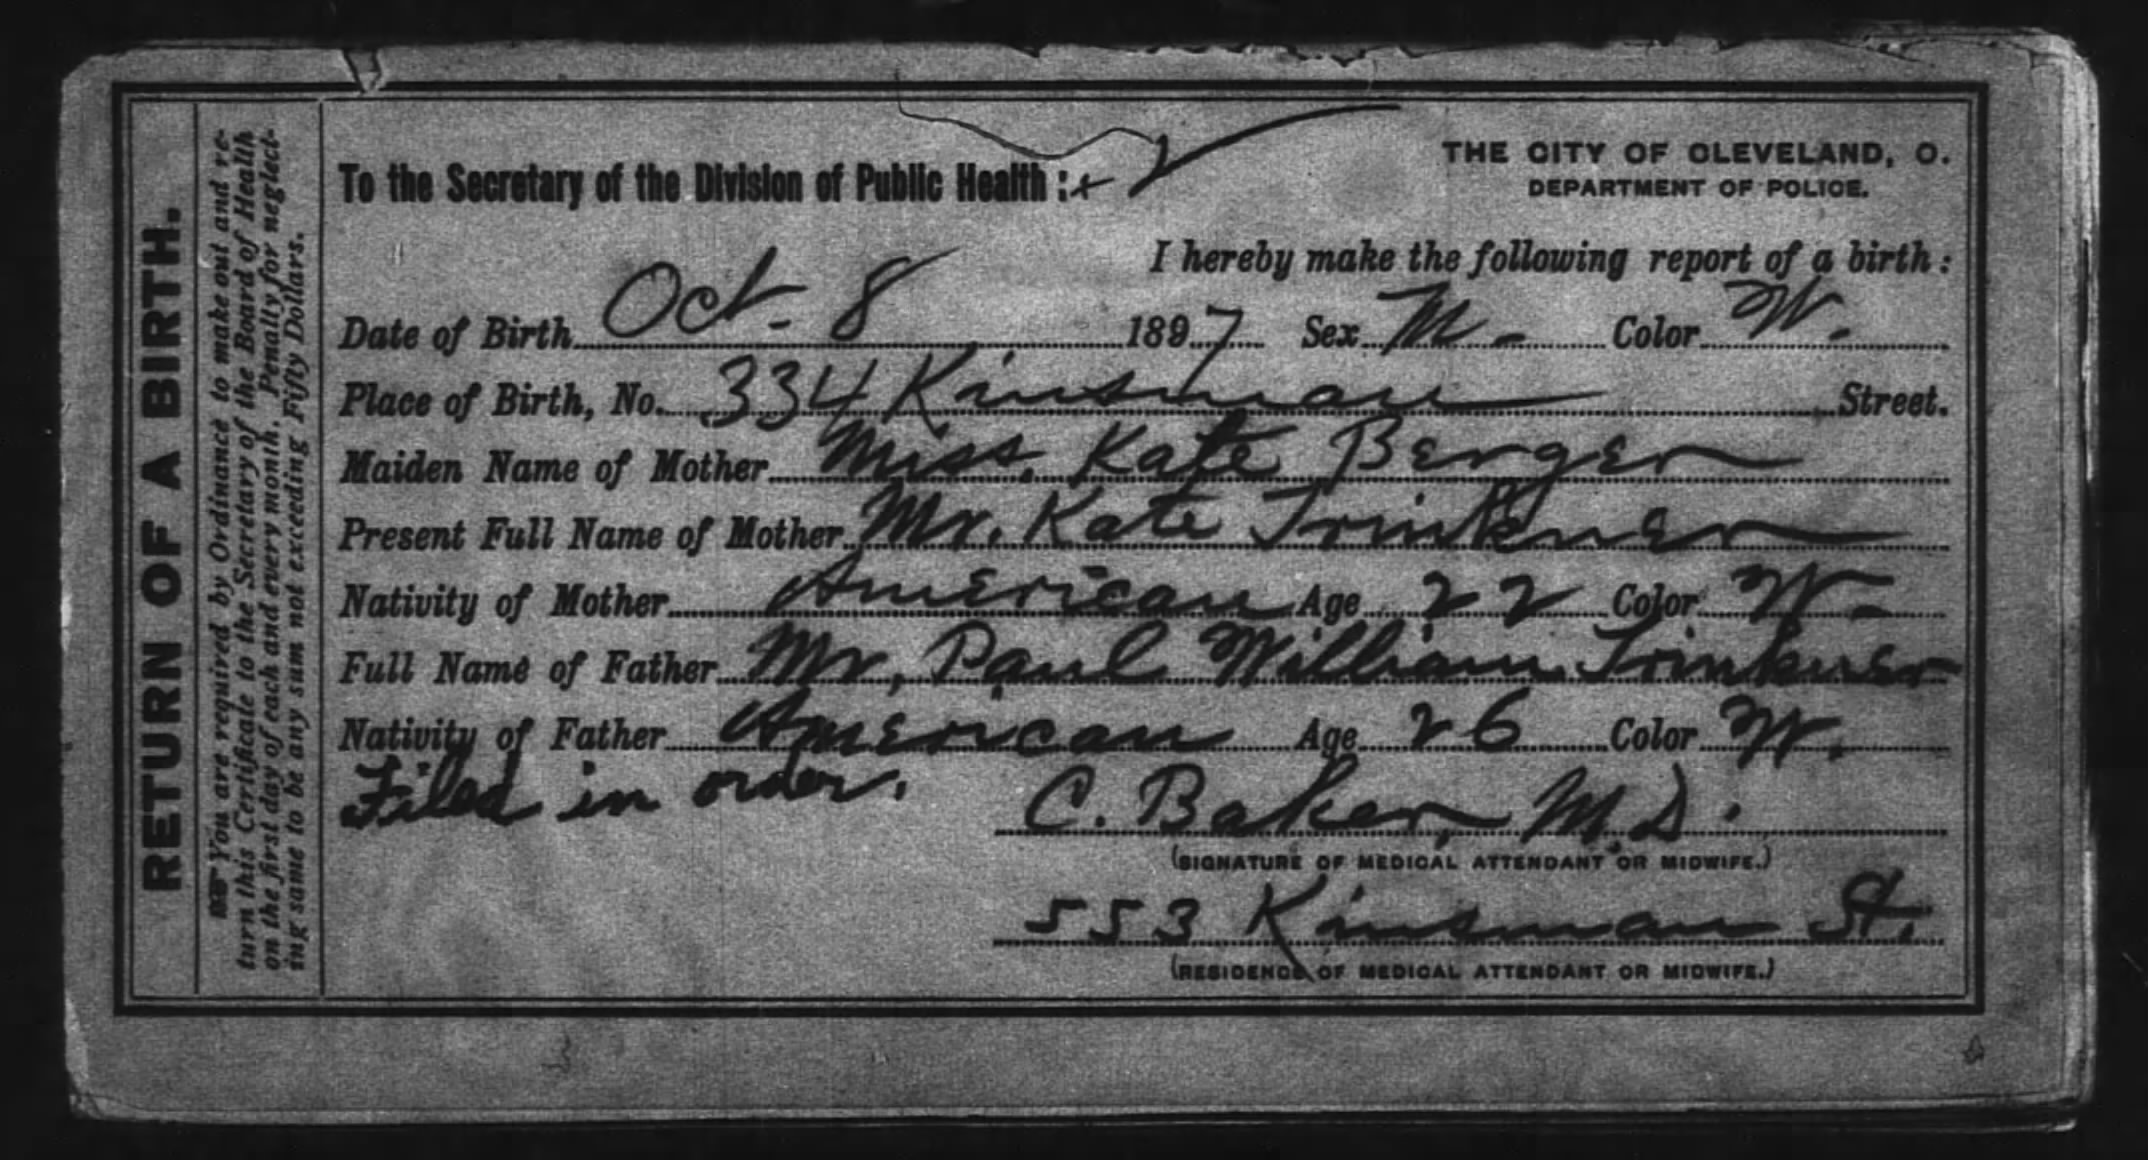 RETURN OF A BIRTH.
You are required by Ordinance to make out and re-
turn this Certificate to the Secretary of the Board of Health
on the first day of each and every month. Penalty for neglect-
ing same to be any sum not exceeding Fifty Dollars.
To the Secretary of the Division of Public Health :
THE CITY OF CLEVELAND, O.
DEPARTMENT OF POLICE.
I hereby make the following report of a birth :
Date of Birth Oct. 8 1897 Sex M. Color W.
Place of Birth, No. 334 Kinsman Street.
Maiden Name of Mother Miss. Kate Berger
Present Full Name of Mother Mr. Kate Trinkner
Nativity of Mother American Age 22 Color W.
Full Name of Father Mr, Paul William Trinkner
Nativity of Father American Age 26 Color W.
Filed in order.
C. Baker, M.D.
(SIGNATURE OF MEDICAL ATTENDANT OR MIDWIFE.)
553 Kinsman St.
(RESIDENCE OF MEDICAL ATTENDANT OR MIDWIFE.)